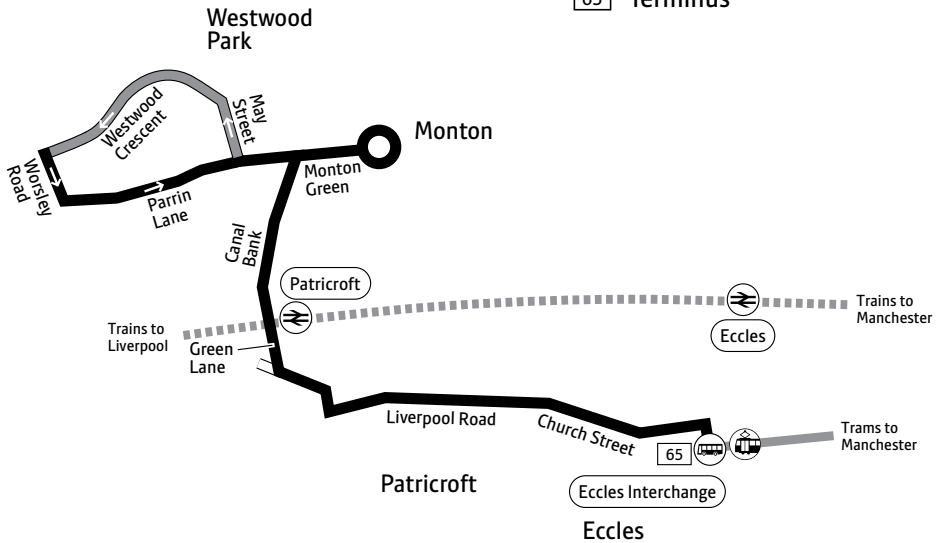 65 Terminus
Westwood
Park
Westwood
Crescent
May
Street
Monton
Worsley
Road
Monton
Green
Parrin
Lane
Canal
Bank
Patricroft
Trains to
Liverpool
Green
Lane
Eccles
Trains to
Manchester
Liverpool Road
Church Street
65
Trams to
Manchester
Patricroft
Eccles Interchange
Eccles